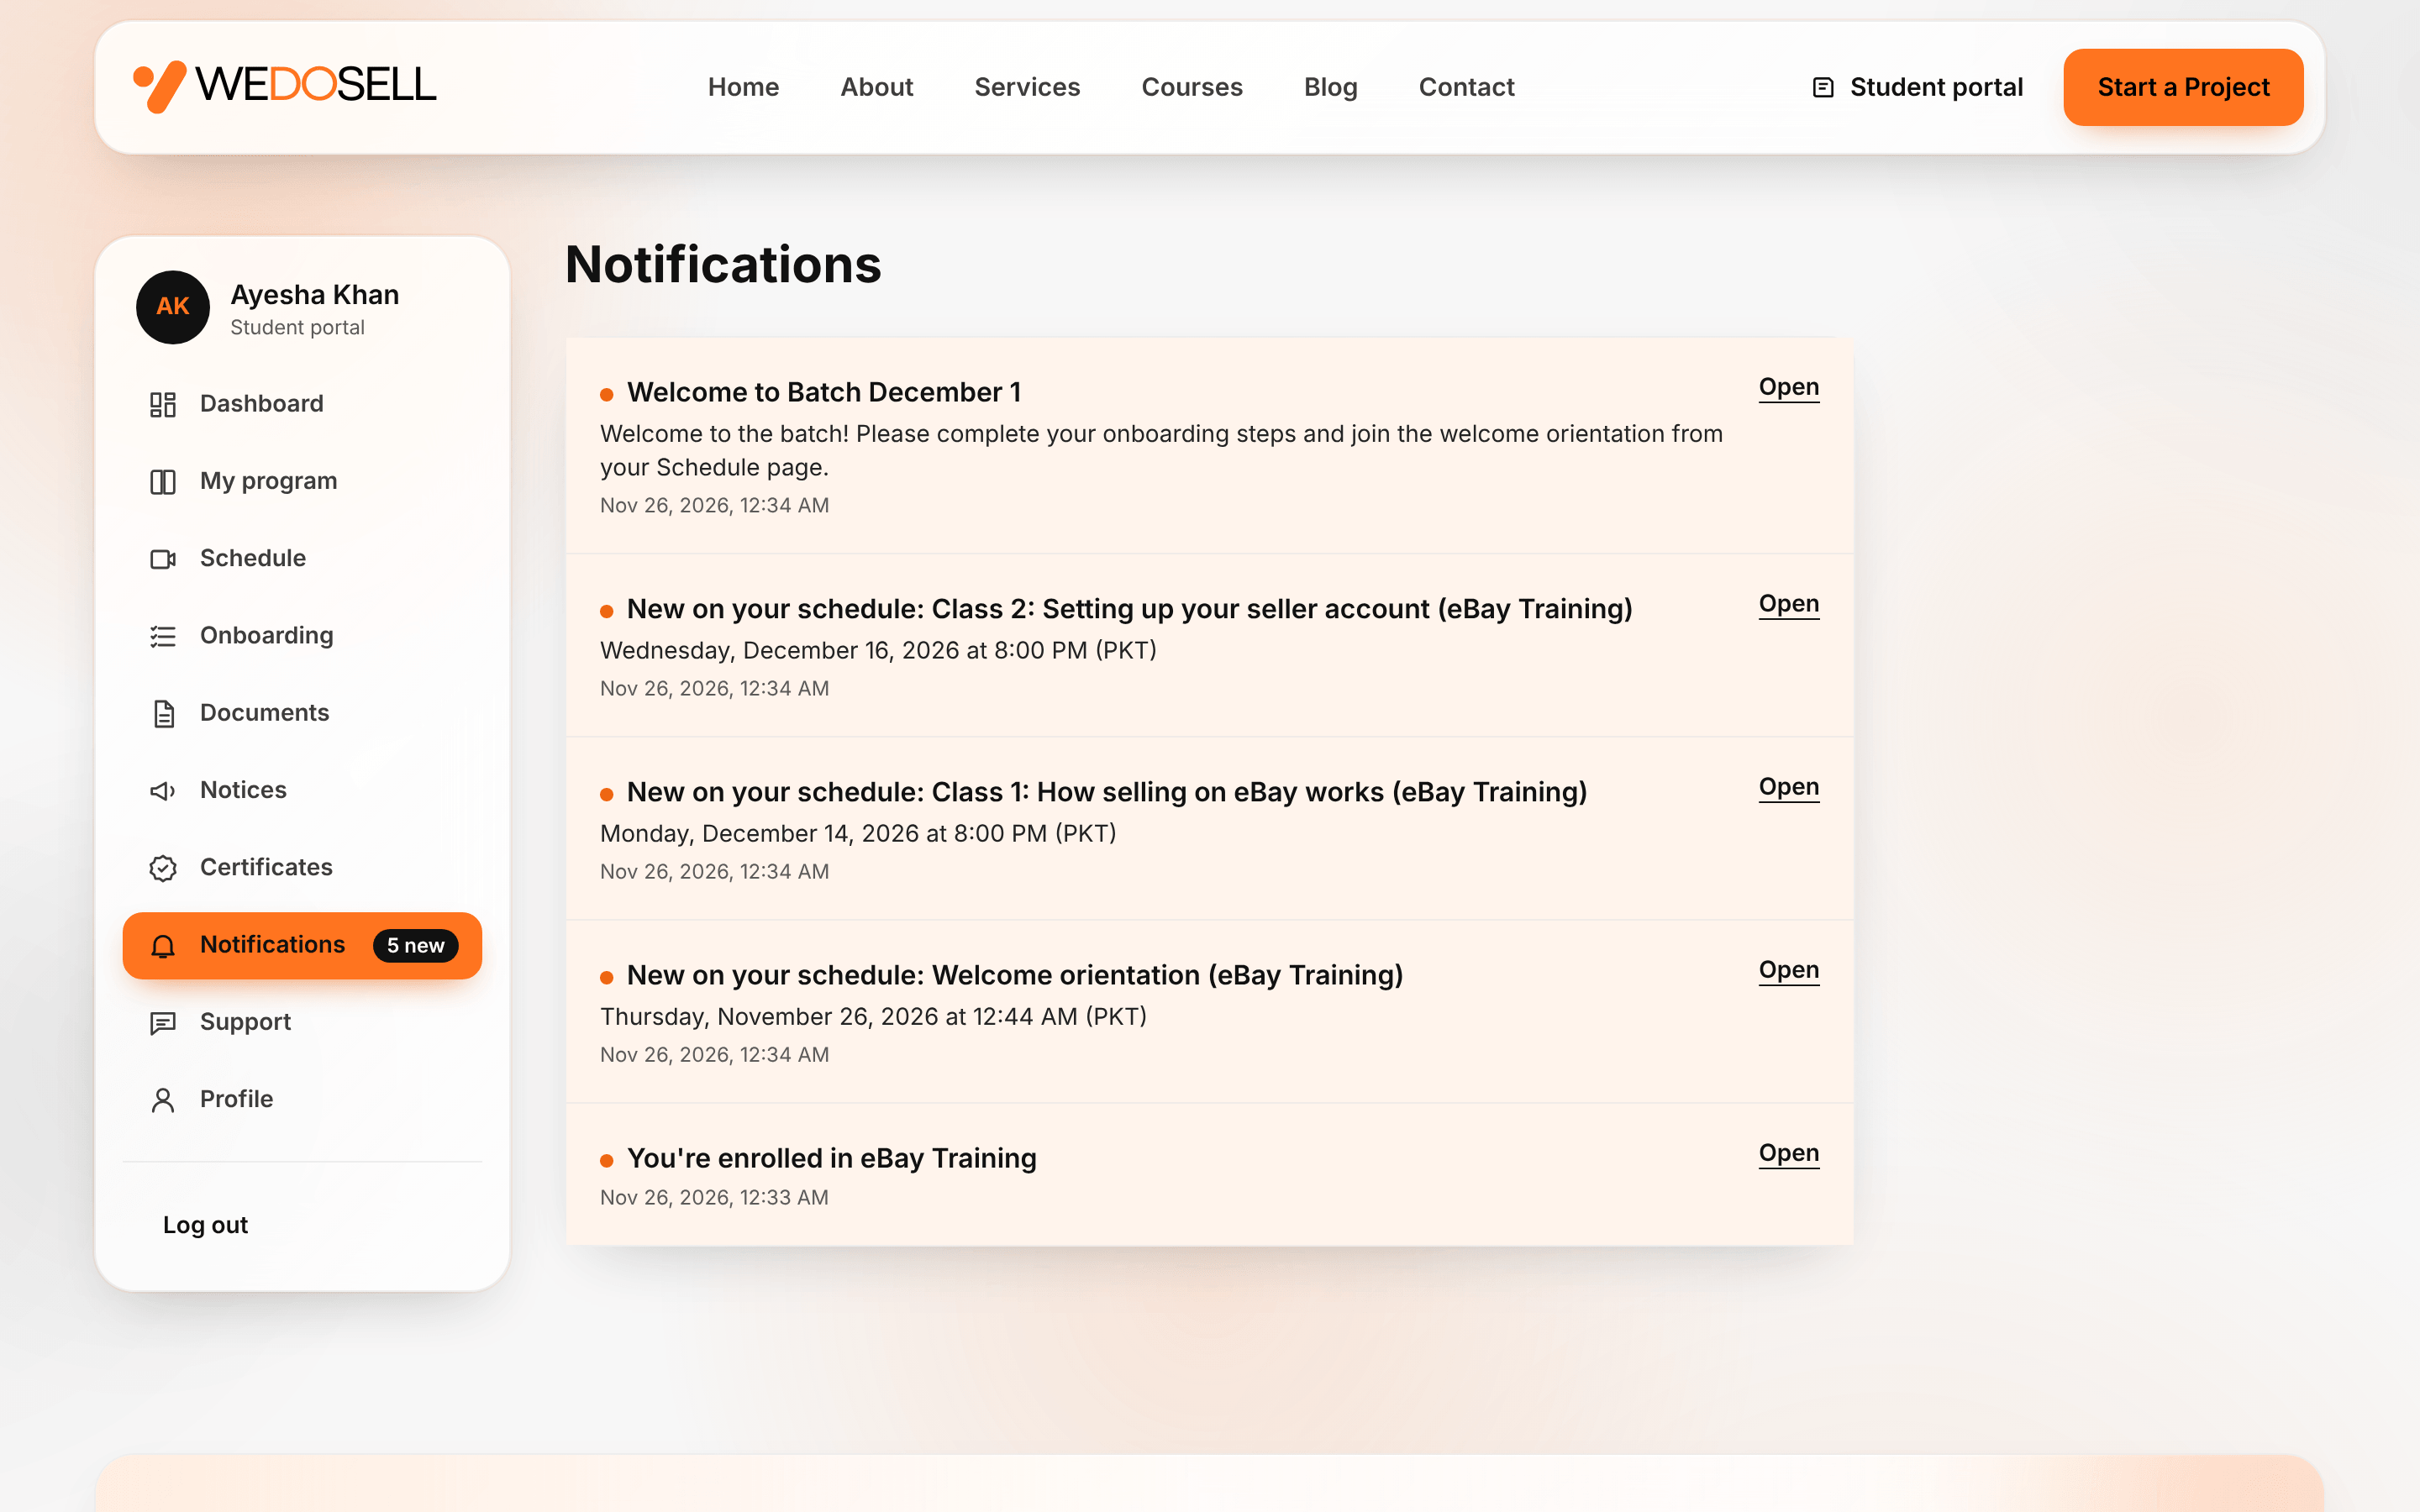 WEDOSELL
Home
About
Services
Courses
Blog
Contact
Student portal
Start a Project
AK
Ayesha Khan
Student portal
Dashboard
My program
Schedule
Onboarding
Documents
Notices
Certificates
Notifications
5 new
Support
Profile
Log out
Notifications
Welcome to Batch December 1
Open
Welcome to the batch! Please complete your onboarding steps and join the welcome orientation from
your Schedule page.
Nov 26, 2026, 12:34 AM
New on your schedule: Class 2: Setting up your seller account (eBay Training)
Open
Wednesday, December 16, 2026 at 8:00 PM (PKT)
Nov 26, 2026, 12:34 AM
New on your schedule: Class 1: How selling on eBay works (eBay Training)
Open
Monday, December 14, 2026 at 8:00 PM (PKT)
Nov 26, 2026, 12:34 AM
New on your schedule: Welcome orientation (eBay Training)
Open
Thursday, November 26, 2026 at 12:44 AM (PKT)
Nov 26, 2026, 12:34 AM
You're enrolled in eBay Training
Open
Nov 26, 2026, 12:33 AM